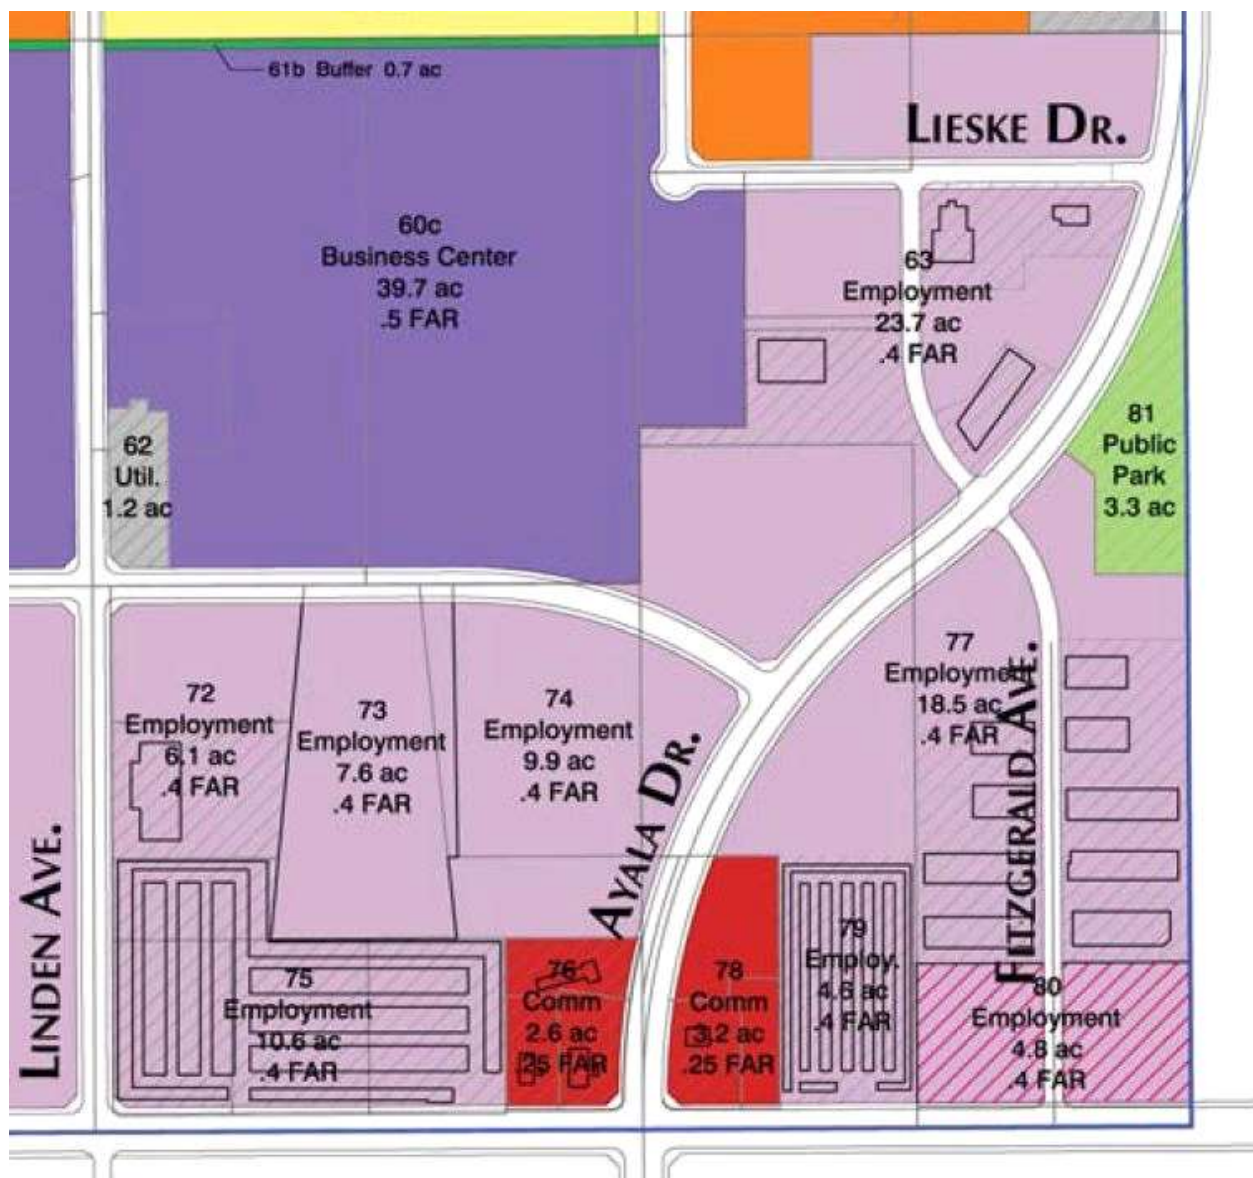 61b Buffer 0.7 ac
LIESKE DR.
60c
Business Center
39.7 ac
.5 FAR
63
Employment
23.7 ac
.4 FAR
81
Public
Park
3.3 ac
62
Util.
1.2 ac
72
Employment
6.1 ac
.4 FAR
73
Employment
7.6 ac
.4 FAR
74
Employment
9.9 ac
.4 FAR
77
Employment
18.5 ac
.4 FAR
LINDEN AVE.
AYALA DR.
FITZGERALD AVE.
75
Employment
10.6 ac
.4 FAR
76
Comm
2.6 ac
.25 FAR
78
Comm
3.2 ac
.25 FAR
79
Employ.
4.6 ac
.4 FAR
80
Employment
4.8 ac
.4 FAR